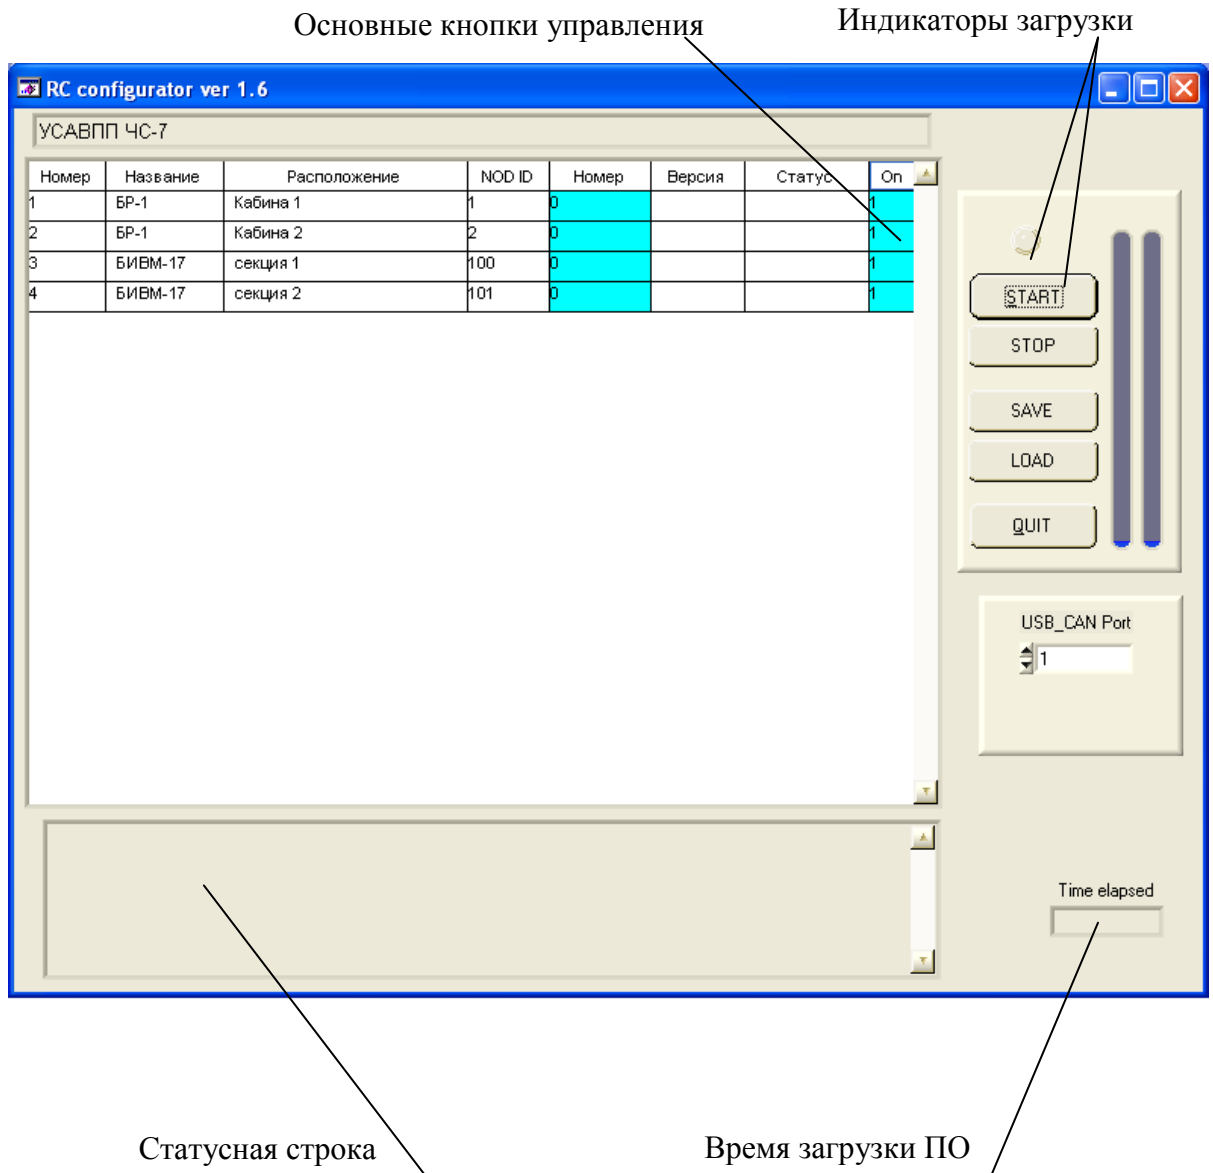 Основные кнопки управления
Индикаторы загрузки
RC configurator ver 1.6
УСАВПП ЧС-7
Номер Название Расположение NOD ID Номер Версия Статус On
1 БР-1 Кабина 1 1 0 1
2 БР-1 Кабина 2 2 0 1
3 БИВМ-17 секция 1 100 0 1
4 БИВМ-17 секция 2 101 0 1
START
STOP
SAVE
LOAD
QUIT
USB_CAN Port
1
Time elapsed
Статусная строка
Время загрузки ПО